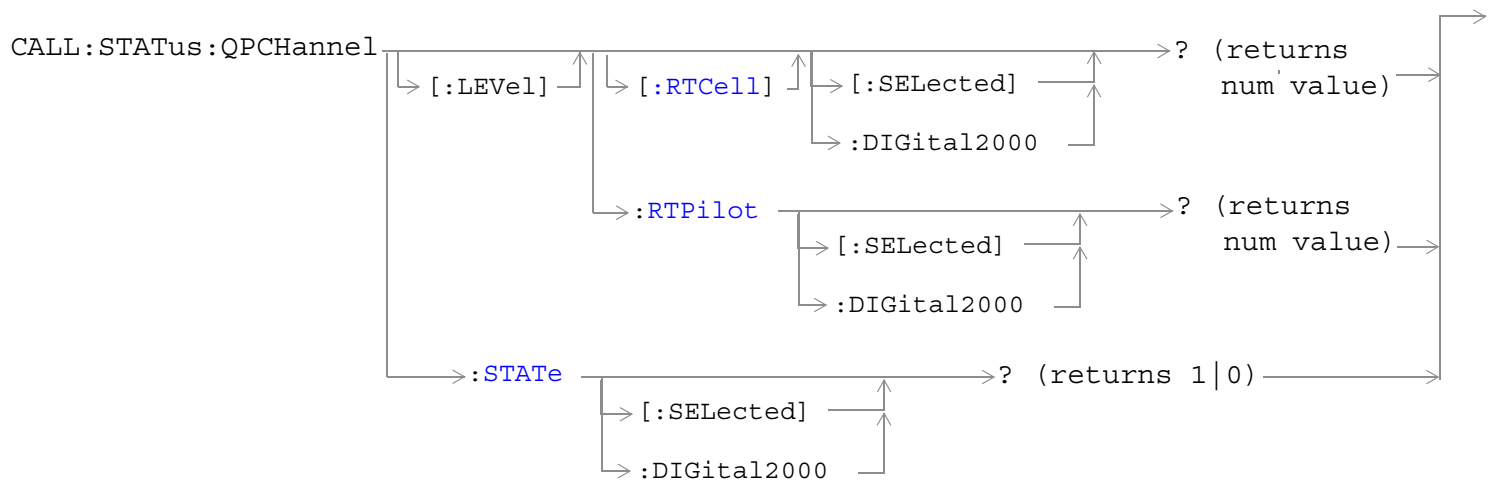 CALL:STATus:QPCHannel ? (returns
[:LEVel] [:RTCell] [:SELected] num value)
:DIGital2000
:RTPilot ? (returns
[:SELected] num value)
:DIGital2000
:STATe ? (returns 1|0)
[:SELected]
:DIGital2000